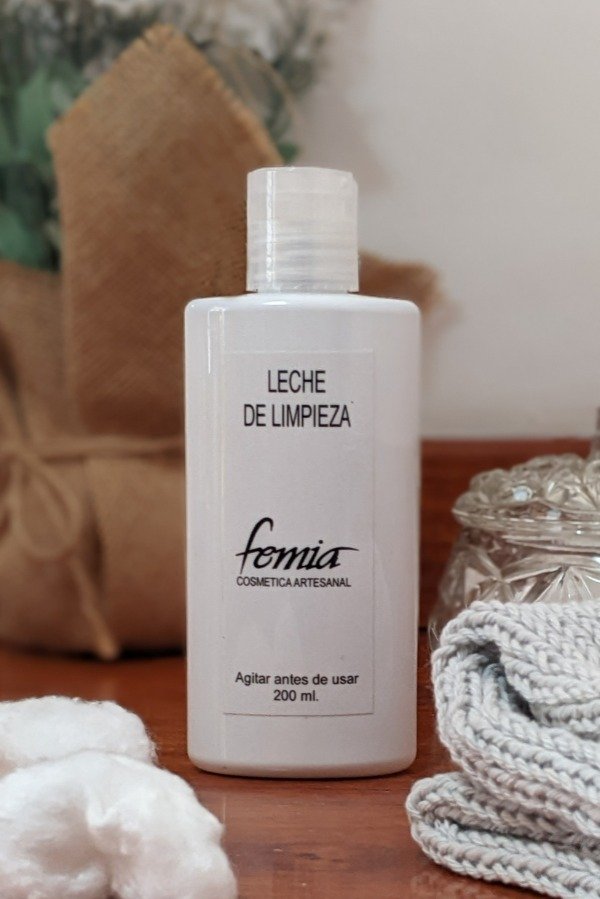 LECHE
DE LIMPIEZA
femia
COSMETICA ARTESANAL
Agitar antes de usar
200 ml.